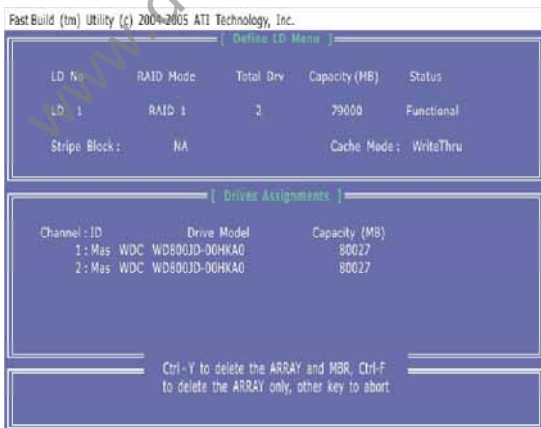 FastBuild (tm) Utility (c) 2004-2005 ATI Technology, Inc.
[ Define LD Menu ]
LD No RAID Mode Total Drv Capacity (MB) Status
LD 1 RAID 1 2 79000 Functional
Stripe Block : NA Cache Mode : WriteThru
[ Drives Assignments ]
Channel : ID Drive Model Capacity (MB)
1 : Mas WDC WD800JD-00HKA0 80027
2 : Mas WDC WD800JD-00HKA0 80027
Ctrl - Y to delete the ARRAY and MBR, Ctrl-F
to delete the ARRAY only, other key to abort
www.d